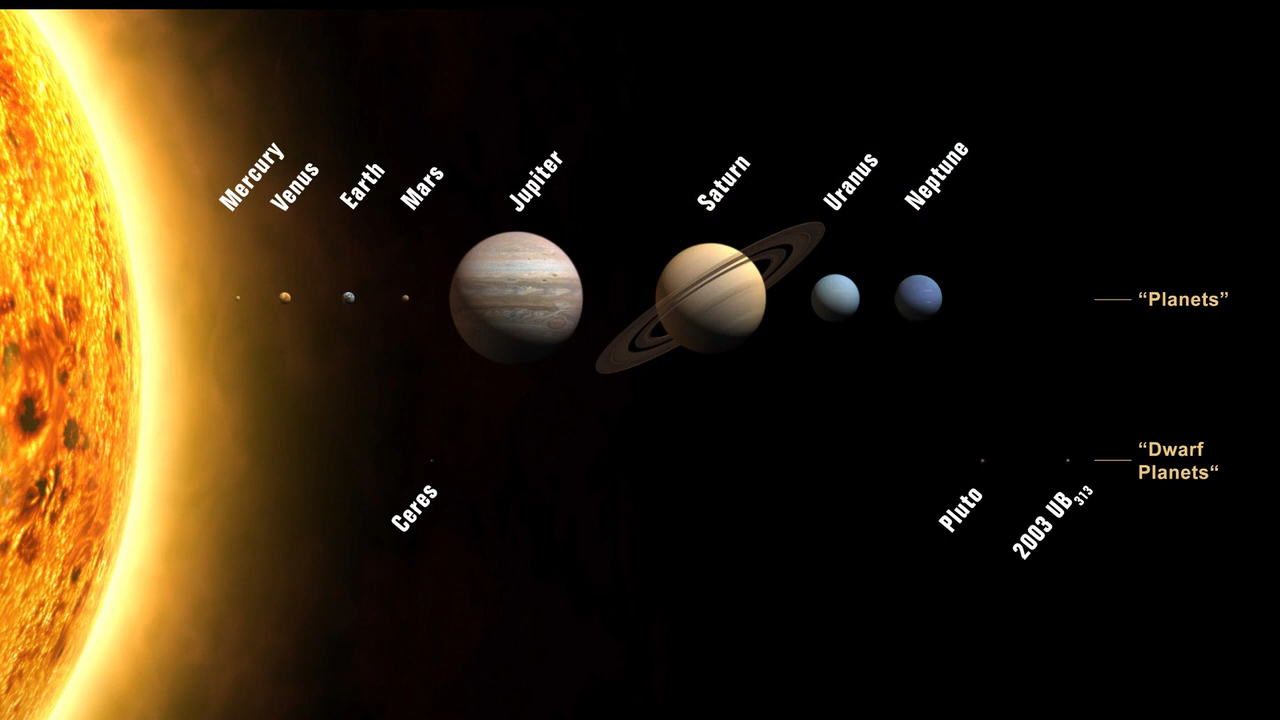 Mercury
Venus
Earth
Mars
Jupiter
Saturn
Uranus
Neptune
“Planets”
Ceres
Pluto
2003 UB313
“Dwarf
Planets“